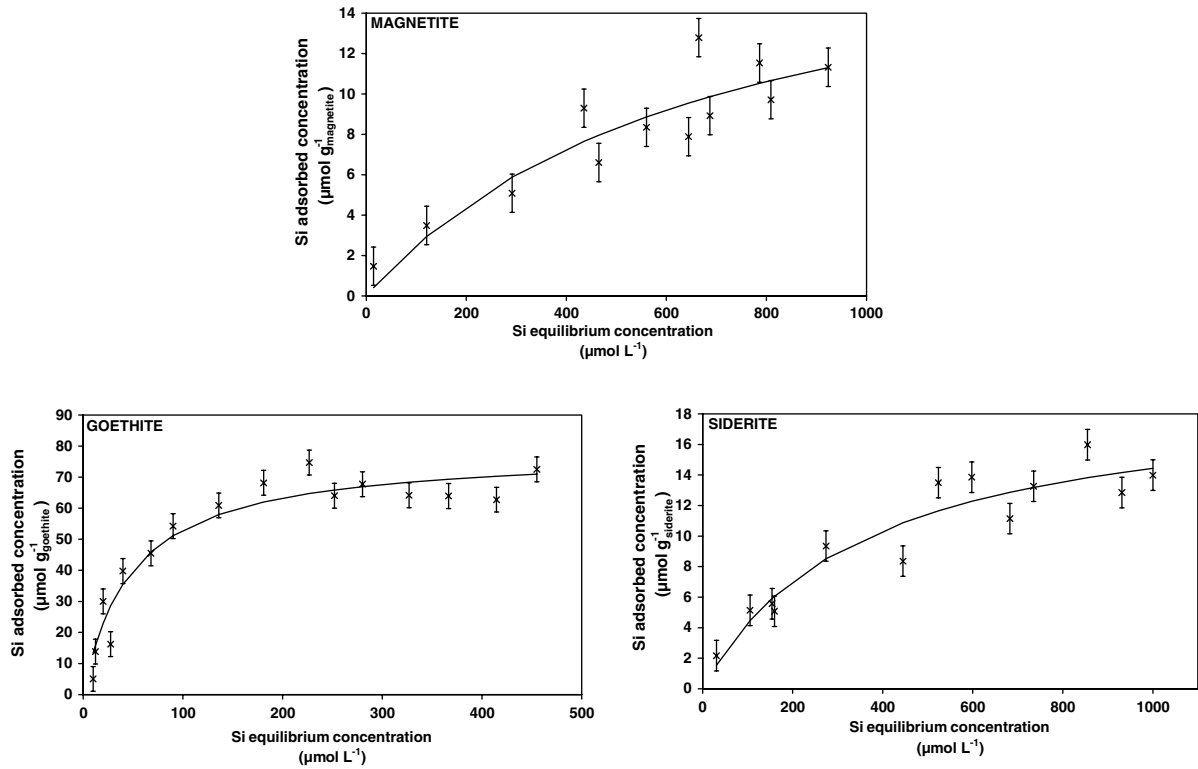 MAGNETITE
Si adsorbed concentration
(µmol g⁻¹magnetite)
14
12
10
8
6
4
2
0
0 200 400 600 800 1000
Si equilibrium concentration
(µmol L⁻¹)
GOETHITE
Si adsorbed concentration
(µmol g⁻¹goethite)
90
80
70
60
50
40
30
20
10
0
0 100 200 300 400 500
Si equilibrium concentration
(µmol L⁻¹)
SIDERITE
Si adsorbed concentration
(µmol g⁻¹siderite)
18
16
14
12
10
8
6
4
2
0
0 200 400 600 800 1000
Si equilibrium concentration
(µmol L⁻¹)